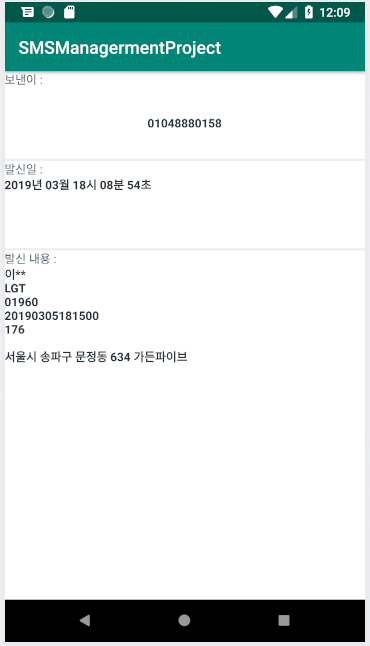 12:09
SMSManagermentProject
보낸이 :
01048880158
발신일 :
2019년 03월 18시 08분 54초
발신 내용 :
이**
LGT
01960
20190305181500
176
서울시 송파구 문정동 634 가든파이브